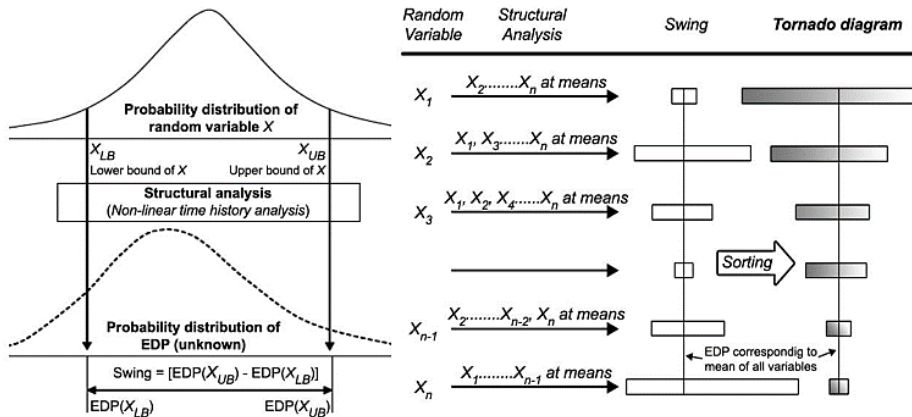 Probability distribution of
random variable X
X_LB
X_UB
Lower bound of X
Upper bound of X
Structural analysis
(Non-linear time history analysis)
Probability distribution of
EDP (unknown)
Swing = [EDP(X_UB) - EDP(X_LB)]
EDP(X_LB)
EDP(X_UB)
Random
Variable
Structural
Analysis
Swing
Tornado diagram
X_1
X_2........X_n at means
X_2
X_1, X_3.......X_n at means
X_3
X_1, X_2, X_4......X_n at means
Sorting
X_n-1
X_2........X_n-2, X_n at means
EDP correspondig to
mean of all variables
X_n
X_1........X_n-1 at means